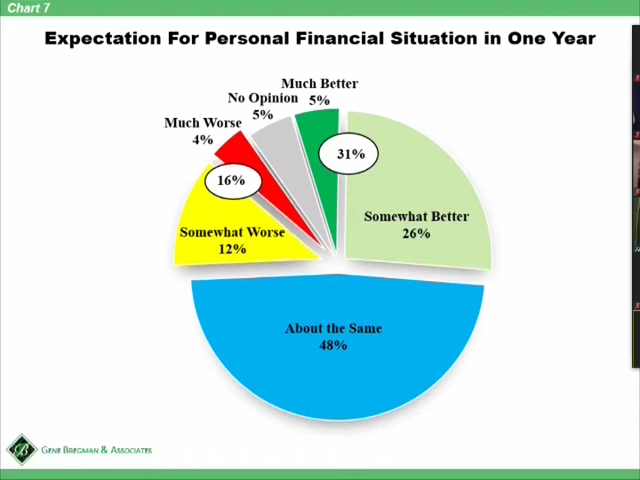 Chart 7
Expectation For Personal Financial Situation in One Year
Much Better
5%
No Opinion
5%
Much Worse
4%
31%
16%
Somewhat Better
26%
Somewhat Worse
12%
About the Same
48%
B
GENE BREGMAN & ASSOCIATES